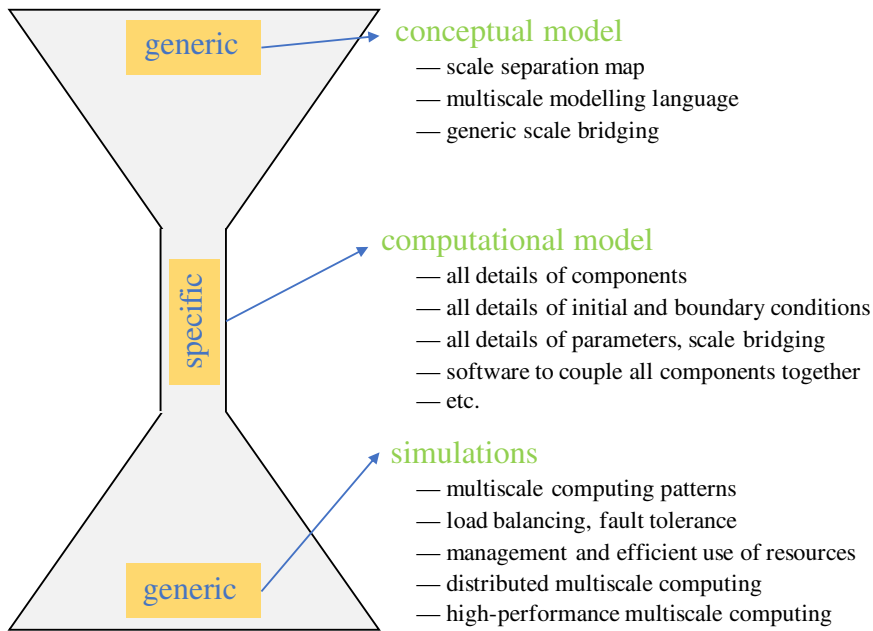 generic
conceptual model
— scale separation map
— multiscale modelling language
— generic scale bridging
specific
computational model
— all details of components
— all details of initial and boundary conditions
— all details of parameters, scale bridging
— software to couple all components together
— etc.
generic
simulations
— multiscale computing patterns
— load balancing, fault tolerance
— management and efficient use of resources
— distributed multiscale computing
— high-performance multiscale computing